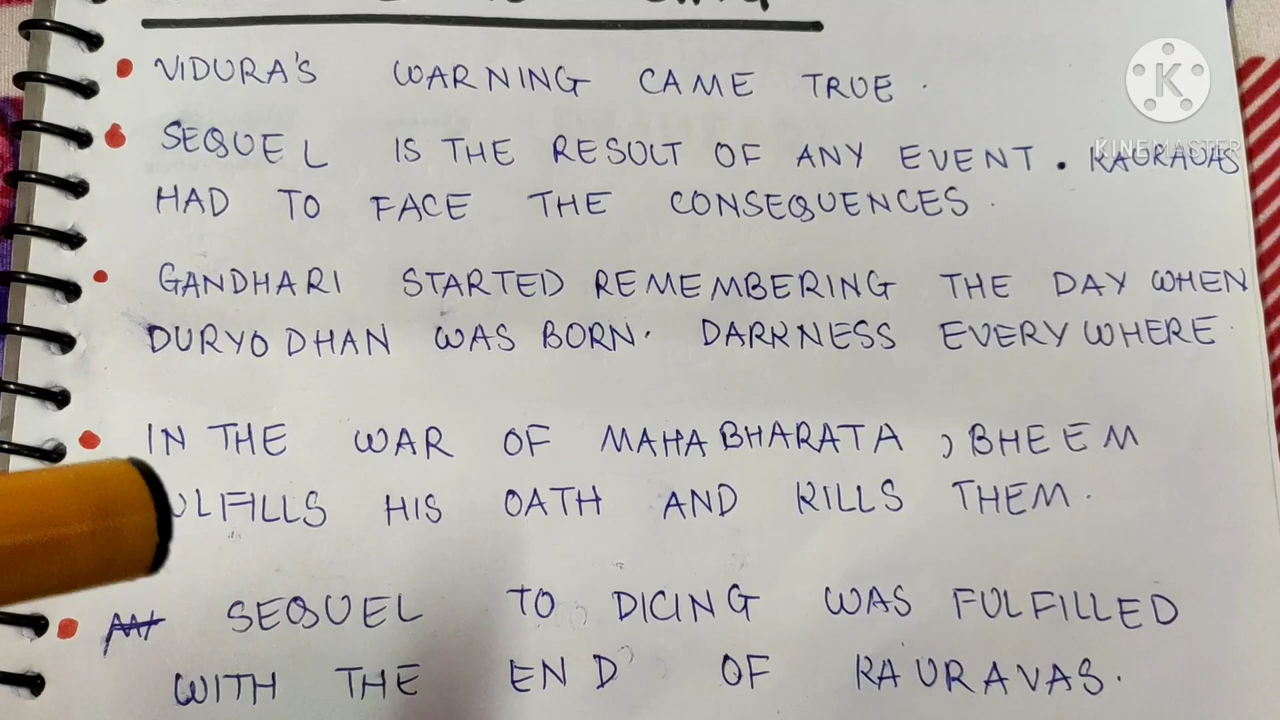 VIDURA'S WARNING CAME TRUE.
SEQUEL IS THE RESULT OF ANY EVENT. KAURAVAS
HAD TO FACE THE CONSEQUENCES.
GANDHARI STARTED REMEMBERING THE DAY WHEN
DURYODHAN WAS BORN. DARKNESS EVERYWHERE.
IN THE WAR OF MAHABHARATA, BHEEM
HIS OATH AND KILLS THEM.
SEQUEL TO DICING WAS FULFILLED
WITH THE END OF KAURAVAS.
K
KINEMASTER